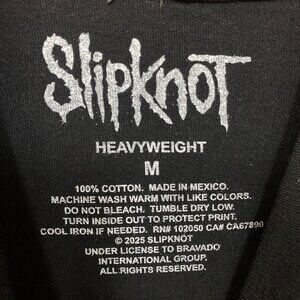 SlipknoT
HEAVYWEIGHT
M
100% COTTON. MADE IN MEXICO.
MACHINE WASH WARM WITH LIKE COLORS.
DO NOT BLEACH. TUMBLE DRY LOW.
TURN INSIDE OUT TO PROTECT PRINT.
COOL IRON IF NEEDED. RN# 102050 CA# CA67890
© 2025 SLIPKNOT
UNDER LICENSE TO BRAVADO
INTERNATIONAL GROUP.
ALL RIGHTS RESERVED.